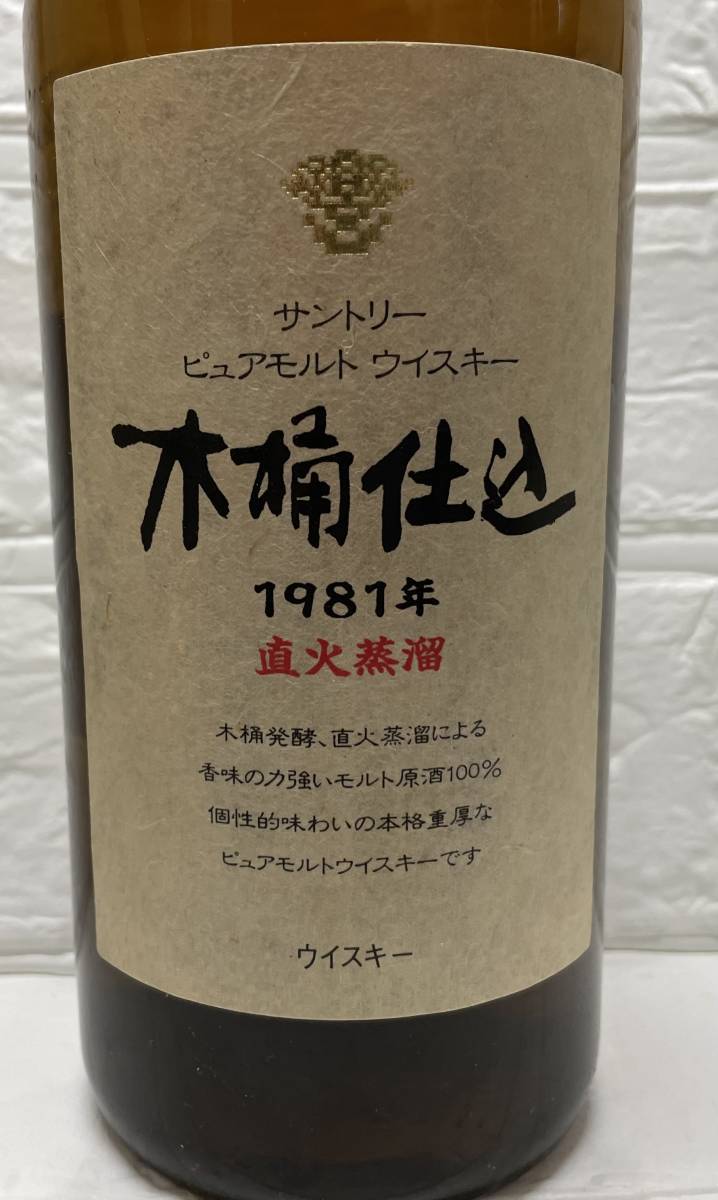 サントリー
ピュアモルト ウイスキー
木桶仕込
1981年
直火蒸溜
木桶発酵、直火蒸溜による
香味の力強いモルト原酒100%
個性的味わいの本格重厚な
ピュアモルトウイスキーです
ウイスキー